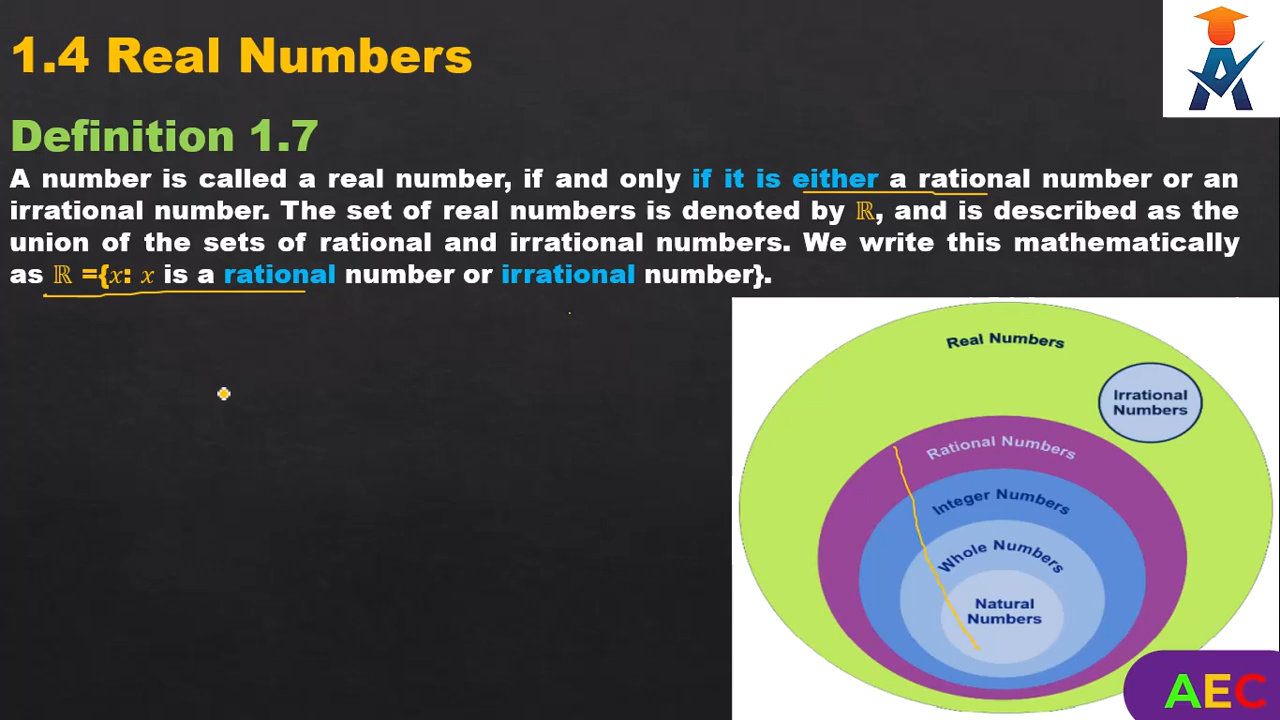 1.4 Real Numbers
Definition 1.7
A number is called a real number, if and only if it is either a rational number or an
irrational number. The set of real numbers is denoted by ℝ, and is described as the
union of the sets of rational and irrational numbers. We write this mathematically
as ℝ ={𝑥: 𝑥 is a rational number or irrational number}.
Real Numbers
Irrational
Numbers
Rational Numbers
Integer Numbers
Whole Numbers
Natural
Numbers
AEC